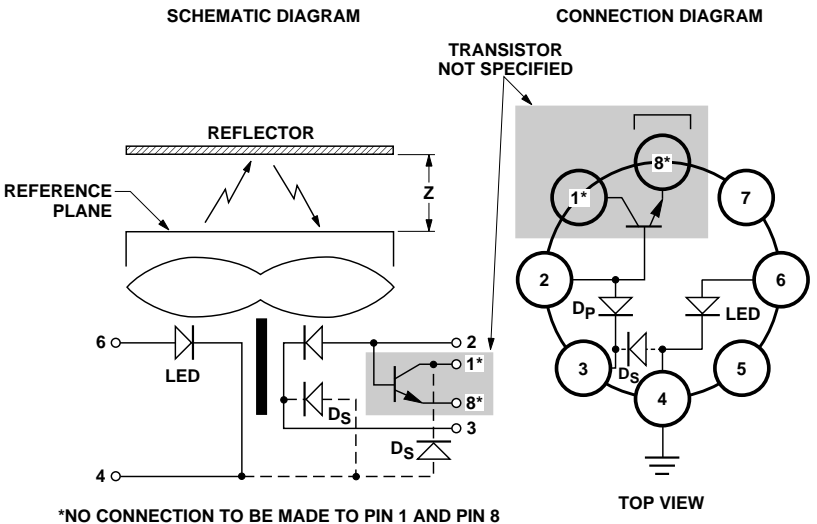 SCHEMATIC DIAGRAM
CONNECTION DIAGRAM
TRANSISTOR
NOT SPECIFIED
REFLECTOR
REFERENCE
PLANE
Z
8*
1*
7
2
6
DP
LED
DS
3
5
4
6
LED
2
1*
8*
DS
3
DS
4
TOP VIEW
*NO CONNECTION TO BE MADE TO PIN 1 AND PIN 8